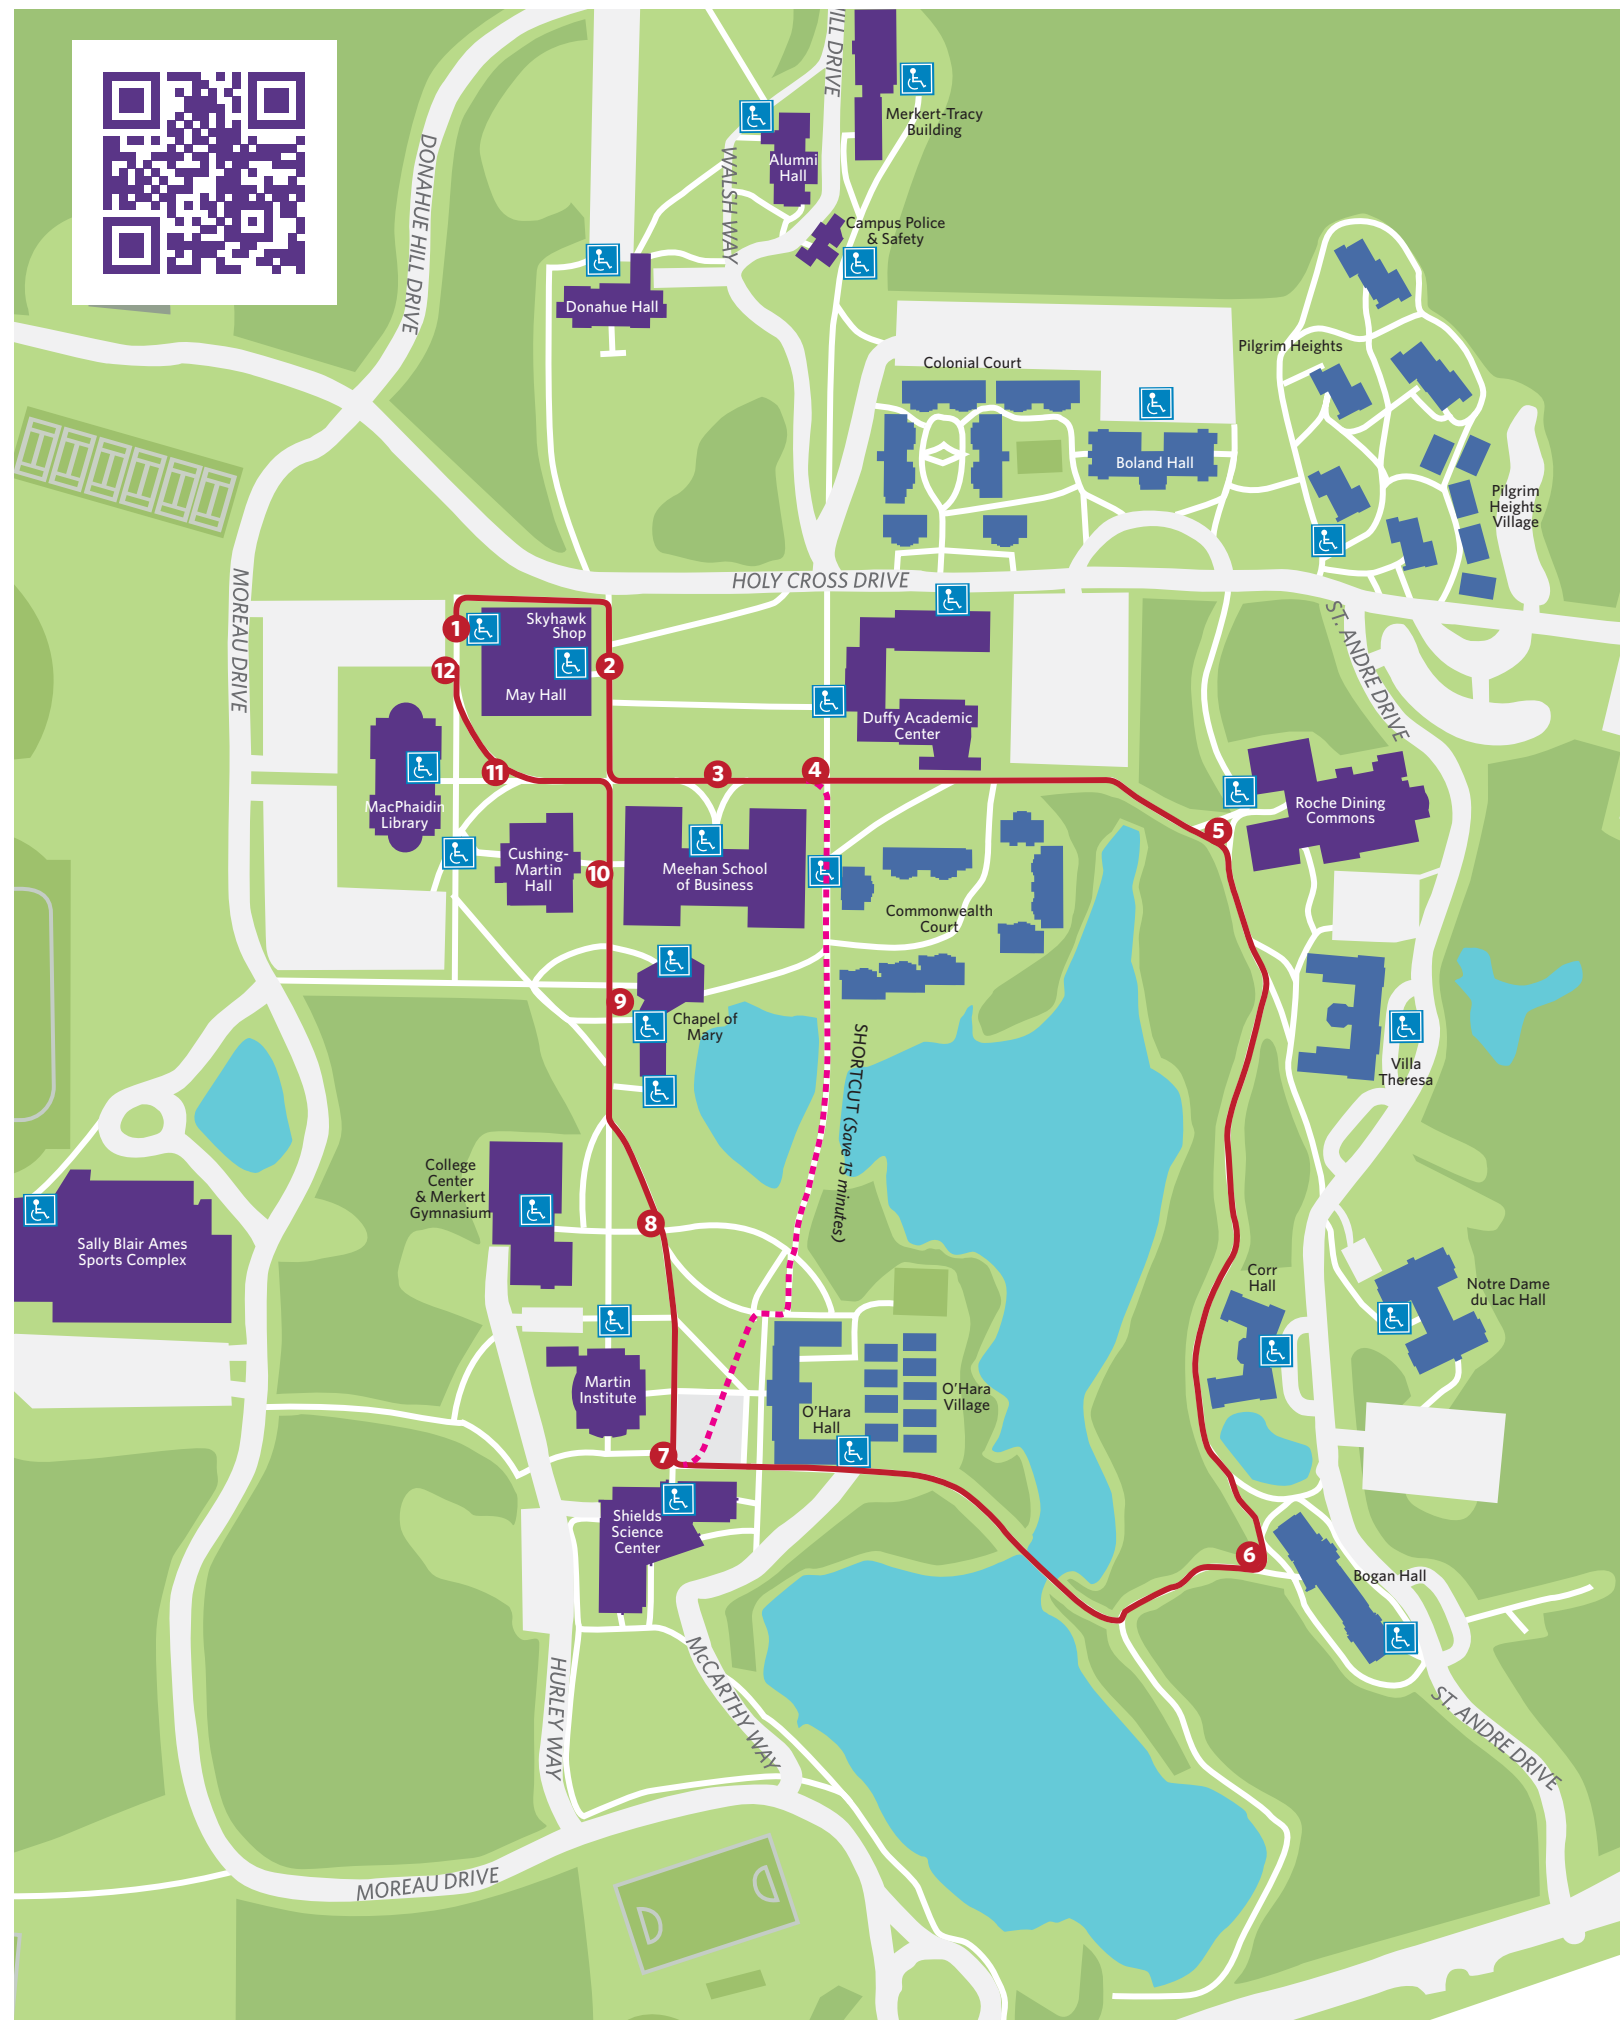 HILL DRIVE
Merkert-Tracy
Building
Alumni
Hall
WALSH WAY
DONAHUE HILL DRIVE
Campus Police
& Safety
Donahue Hall
Pilgrim Heights
Colonial Court
Boland Hall
Pilgrim
Heights
Village
HOLY CROSS DRIVE
MOREAU DRIVE
ST. ANDRE DRIVE
Skyhawk
Shop
1
2
12
May Hall
Duffy Academic
Center
3
4
11
MacPhaidin
Library
Roche Dining
Commons
5
Cushing-
Martin
Hall
10
Meehan School
of Business
Commonwealth
Court
9
Chapel of
Mary
SHORTCUT (Save 15 minutes)
Villa
Theresa
College
Center
& Merkert
Gymnasium
8
Sally Blair Ames
Sports Complex
Corr
Hall
Notre Dame
du Lac Hall
Martin
Institute
O'Hara
Village
O'Hara
Hall
7
Shields
Science
Center
6
Bogan Hall
HURLEY WAY
McCARTHY WAY
ST. ANDRE DRIVE
MOREAU DRIVE